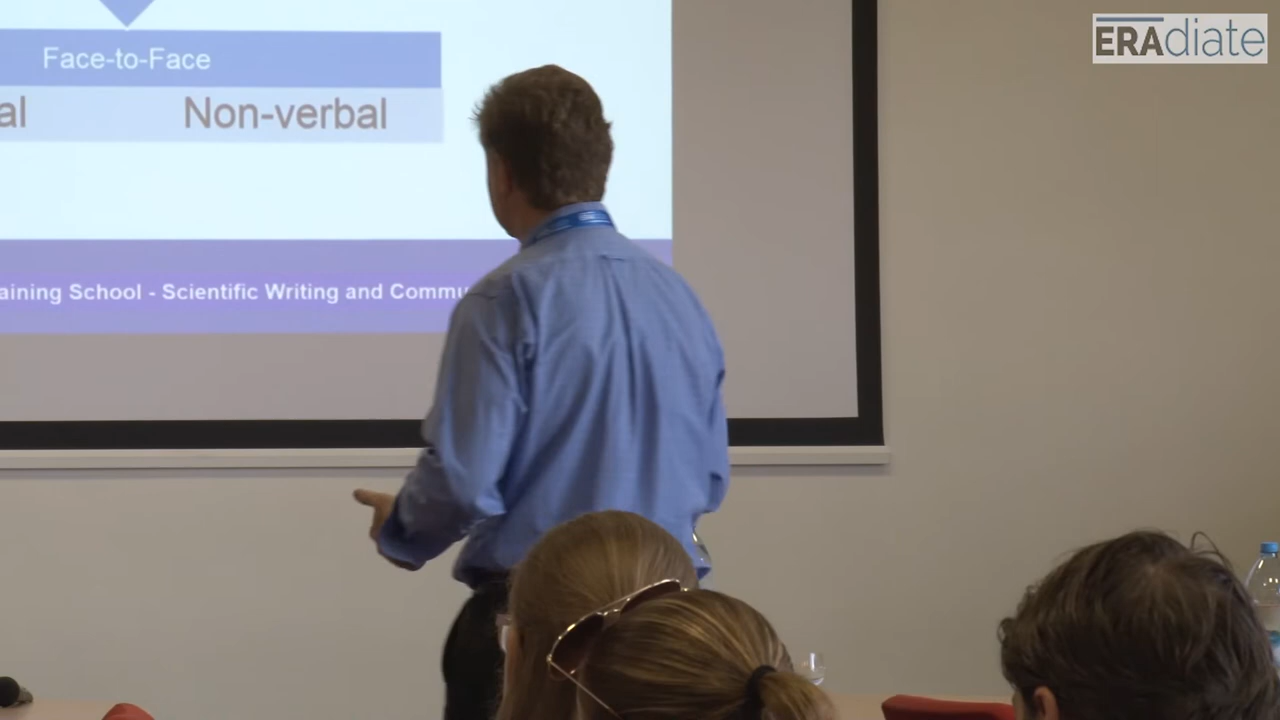 ERAdiate
Face-to-Face
al Non-verbal
aining School - Scientific Writing and Commu